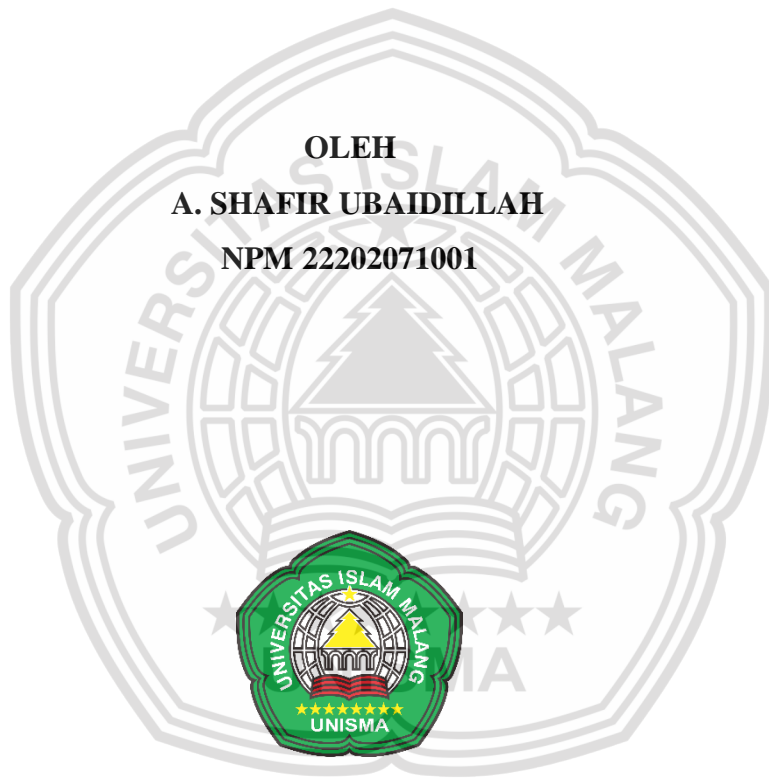 OLEH
A. SHAFIR UBAIDILLAH
NPM 22202071001
UNIVERSITAS ISLAM MALANG
UNISMA
UNIVERSITAS ISLAM MALANG
UNISMA